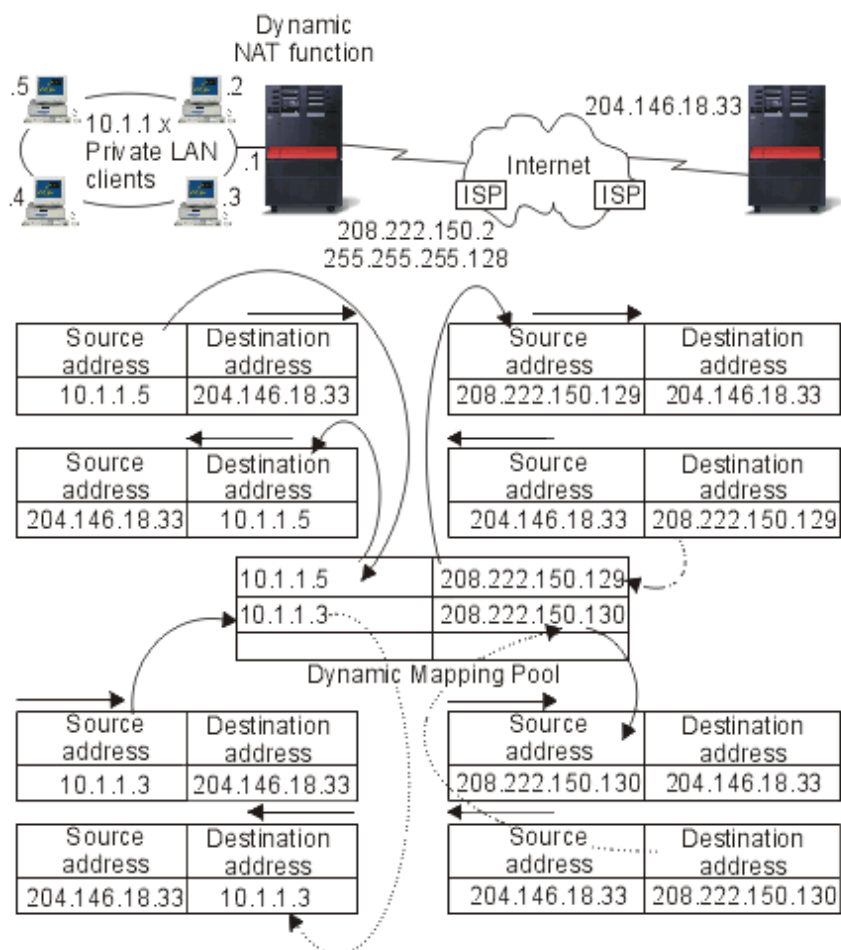 Dynamic
NAT function
.5
.2
204.146.18.33
10.1.1 x
Private LAN
clients
.1
Internet
.4
.3
ISP
ISP
208.222.150.2
255.255.255.128
Source address
Destination address
10.1.1.5
204.146.18.33
Source address
Destination address
208.222.150.129
204.146.18.33
Source address
Destination address
204.146.18.33
10.1.1.5
Source address
Destination address
204.146.18.33
208.222.150.129
10.1.1.5
208.222.150.129
10.1.1.3
208.222.150.130
Dynamic Mapping Pool
Source address
Destination address
10.1.1.3
204.146.18.33
Source address
Destination address
208.222.150.130
204.146.18.33
Source address
Destination address
204.146.18.33
10.1.1.3
Source address
Destination address
204.146.18.33
208.222.150.130